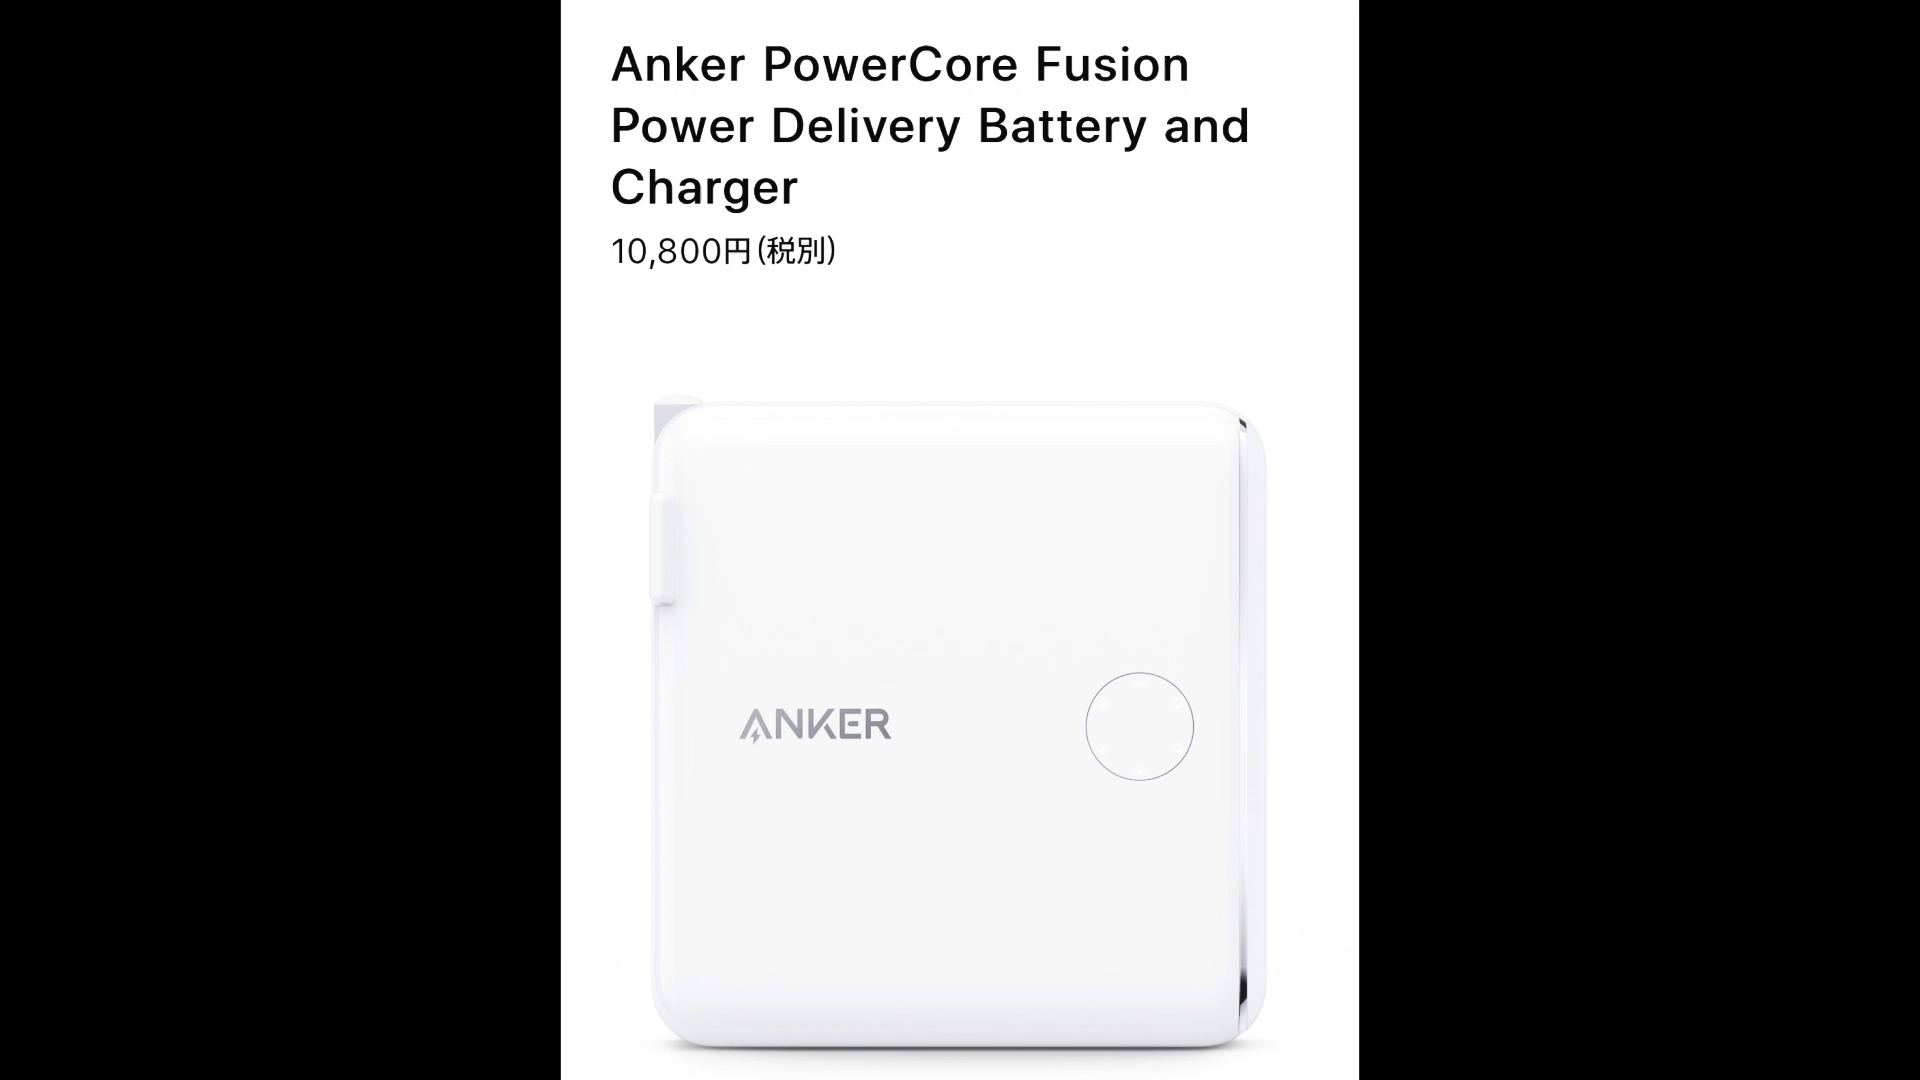 Anker PowerCore Fusion
Power Delivery Battery and
Charger
10,800円(税別)
ANKER